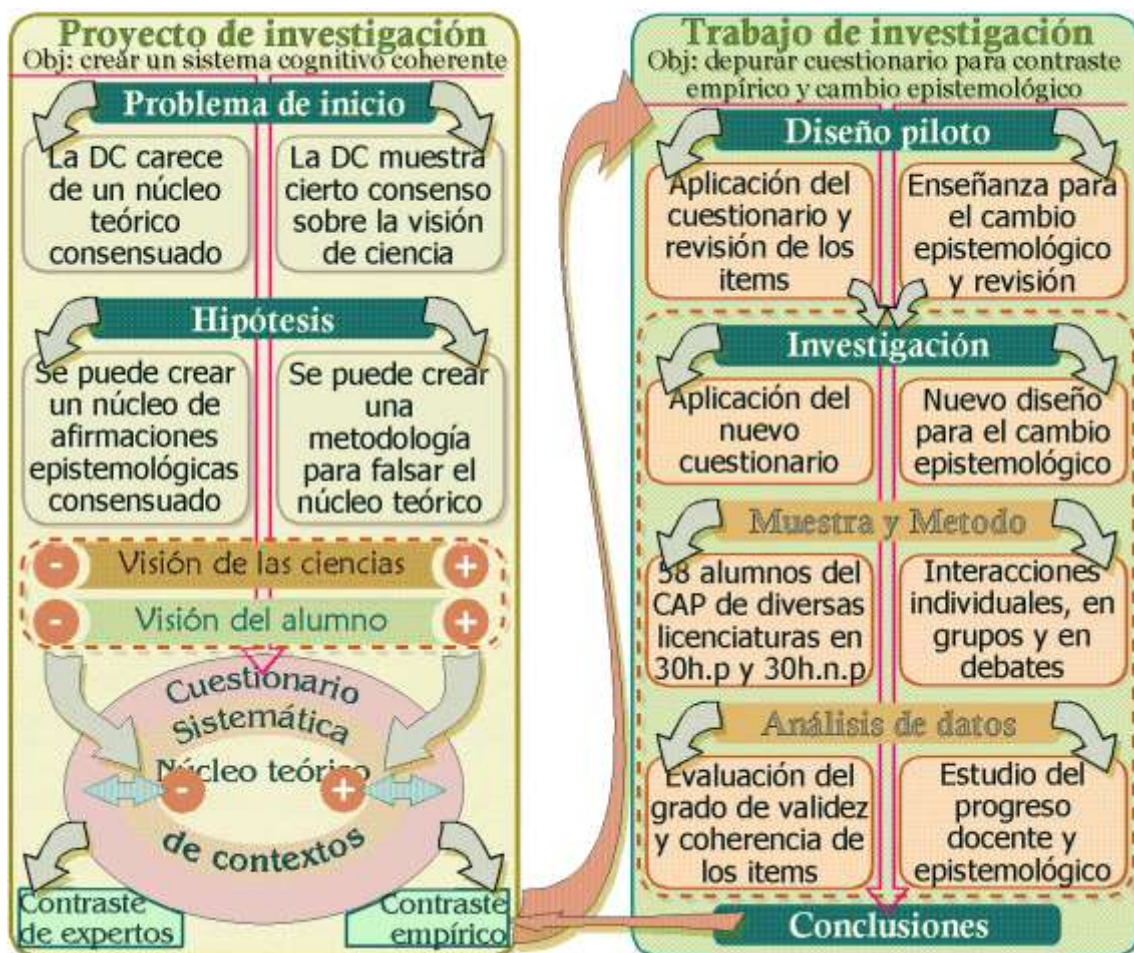 Proyecto de investigación
Obj: crear un sistema cognitivo coherente
Problema de inicio
La DC carece
de un núcleo
teórico
consensuado
La DC muestra
cierto consenso
sobre la visión
de ciencia
Hipótesis
Se puede crear
un núcleo de
afirmaciones
epistemológicas
consensuado
Se puede crear
una
metodología
para falsar el
núcleo teórico
- Visión de las ciencias +
- Visión del alumno +
Cuestionario
Sistemática
Núcleo teórico
- +
de contextos
Contraste
de expertos
Contraste
empírico
Trabajo de investigación
Obj: depurar cuestionario para contraste
empírico y cambio epistemológico
Diseño piloto
Aplicación del
cuestionario y
revisión de los
items
Enseñanza para
el cambio
epistemológico
y revisión
Investigación
Aplicación del
nuevo
cuestionario
Nuevo diseño
para el cambio
epistemológico
Muestra y Metodo
58 alumnos del
CAP de diversas
licenciaturas en
30h.p y 30h.n.p
Interacciones
individuales, en
grupos y en
debates
Análisis de datos
Evaluación del
grado de validez
y coherencia de
los items
Estudio del
progreso
docente y
epistemológico
Conclusiones